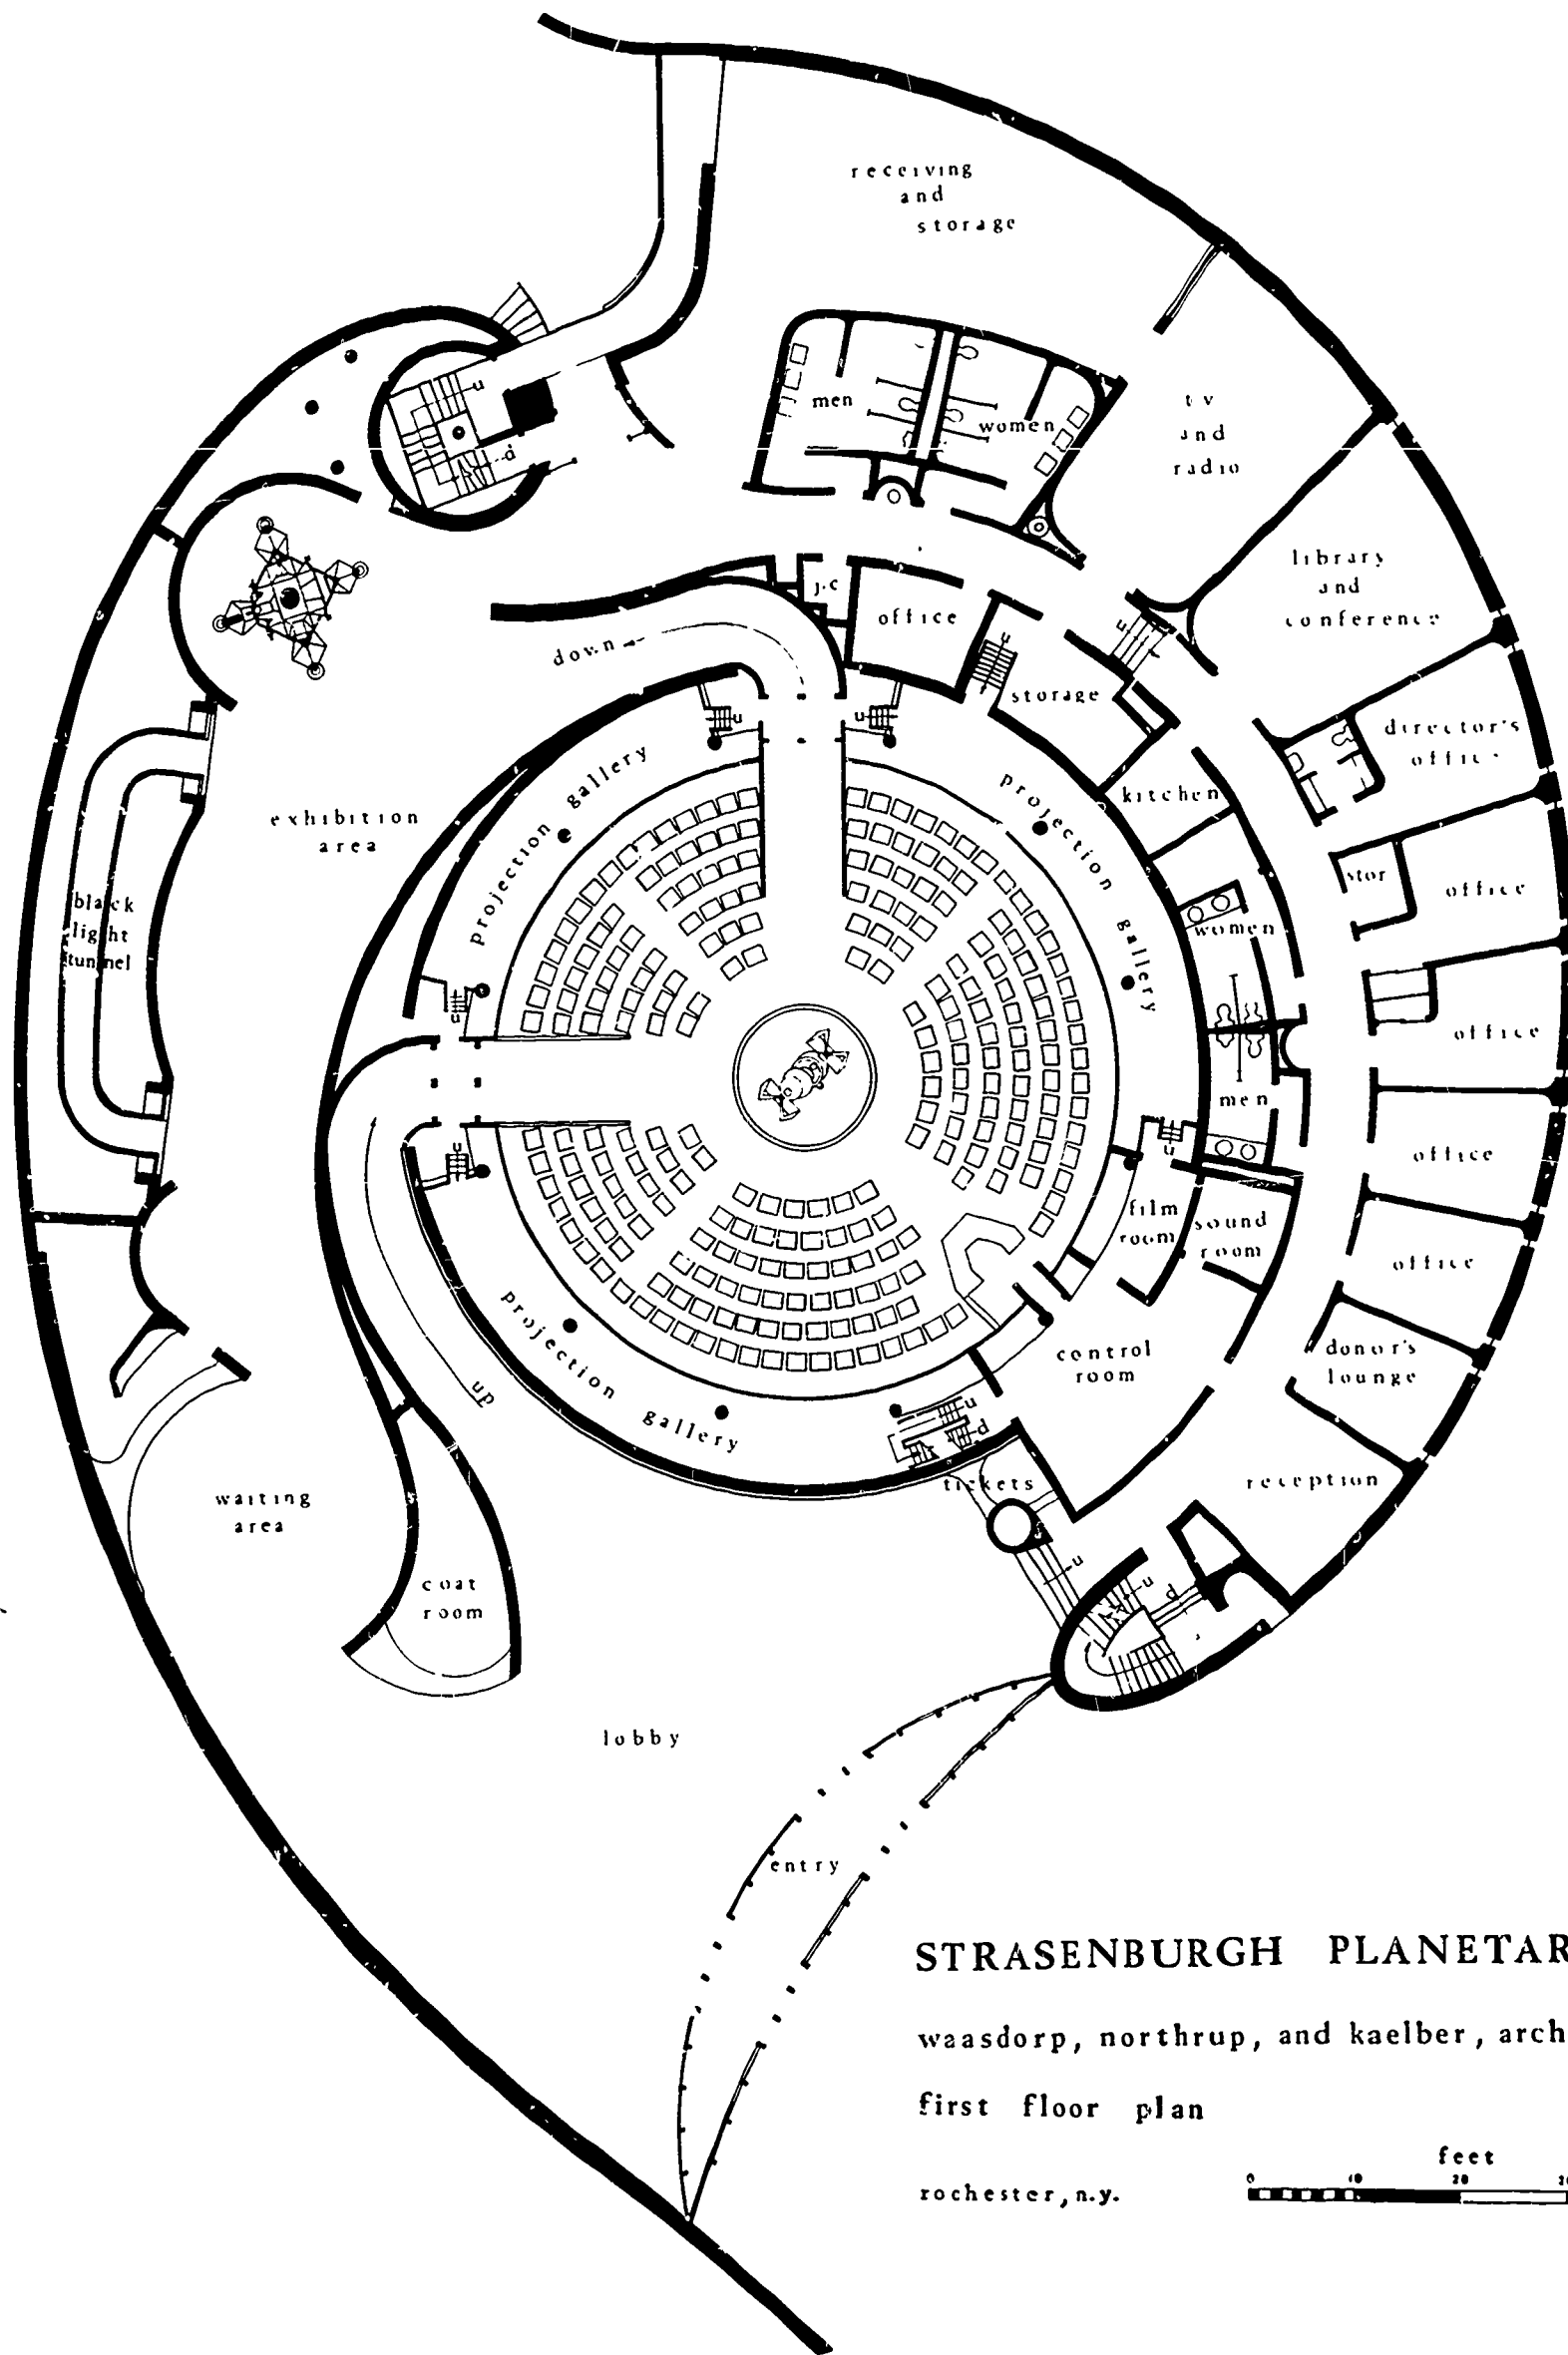 receiving
and
storage
men
women
tv
and
radio
u
d
library
and
conference
j.c
office
u
u
down
storage
director's
office
u
u
projection gallery
projection gallery
kitchen
exhibition
area
stor
office
women
black
light
tunnel
u
office
men
u
u
office
film
room
sound
room
office
projection gallery
control
room
donor's
lounge
up
u
d
tickets
reception
waiting
area
u
u
d
coat
room
lobby
entry
STRASENBURGH PLANETAR
waasdorp, northrup, and kaelber, arch
first floor plan
feet
0 10 20
rochester, n.y.